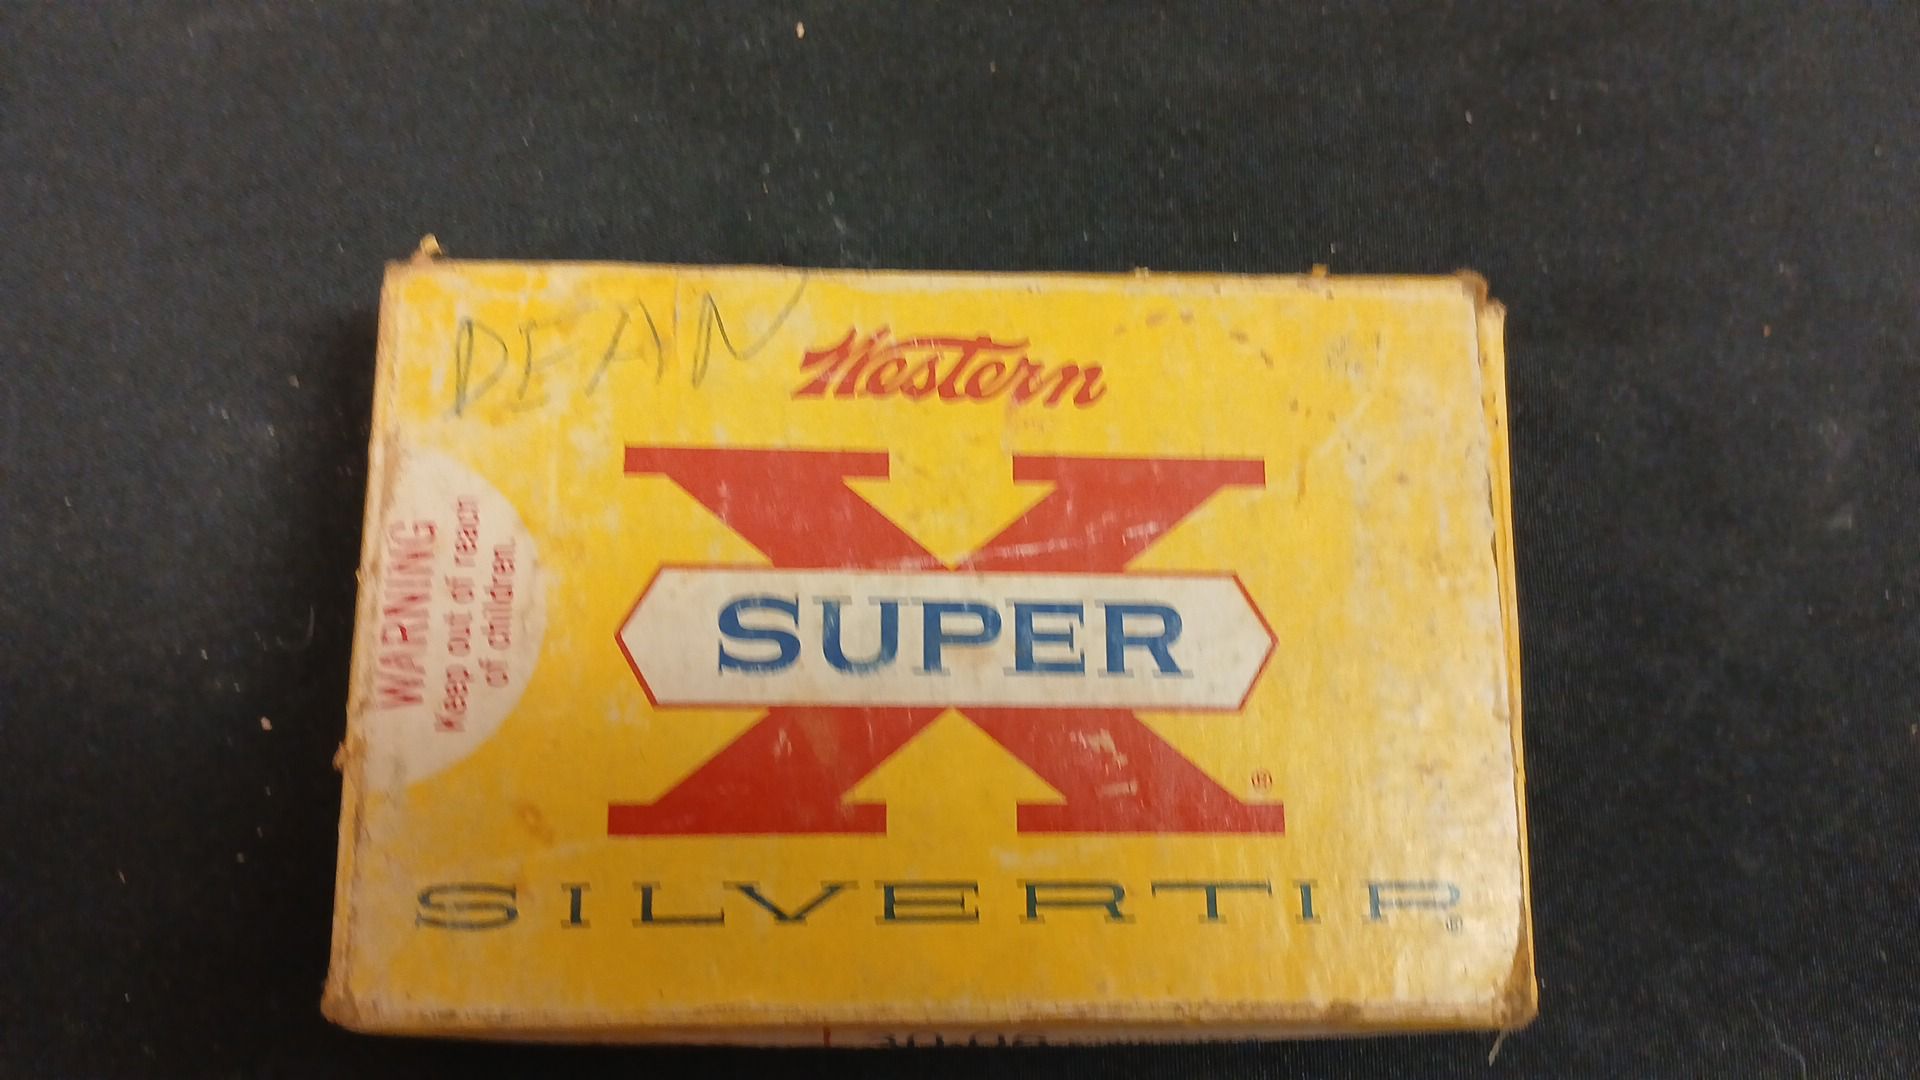 DEAN
Western
X
SUPER
®
SILVERTIP®
WARNING
Keep out of reach
of children.